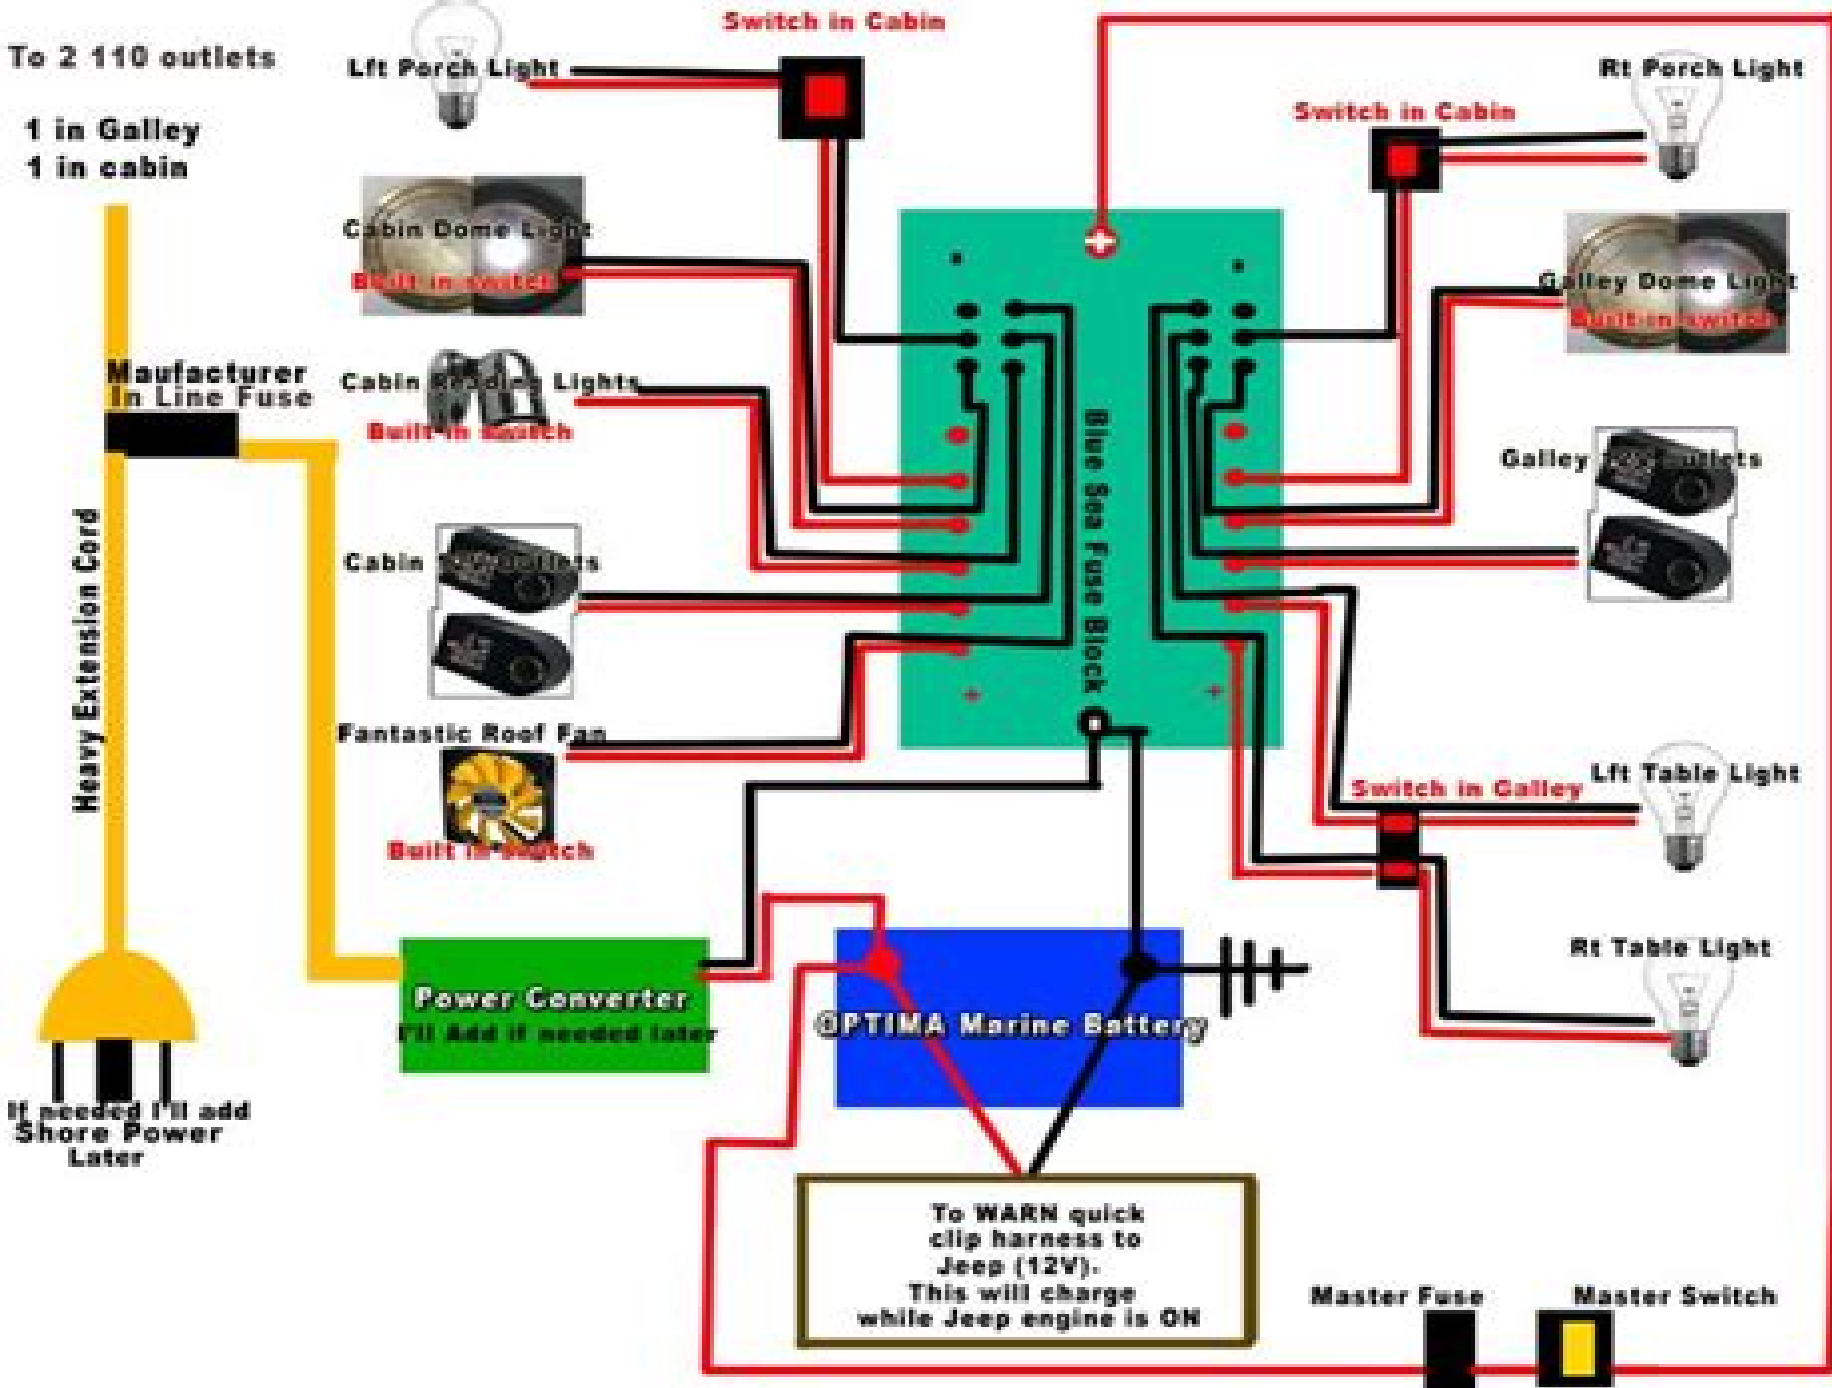 To 2 110 outlets
1 in Galley
1 in cabin
Lft Porch Light
Switch in Cabin
Rt Porch Light
Switch in Cabin
Cabin Dome Light
Built in switch
Galley Dome Light
Built in switch
Maufacturer
In Line Fuse
Cabin Reading Lights
Built in switch
Galley outlets
Cabin outlets
Heavy Extension Cord
Blue Sea Fuse Block
Fantastic Roof Fan
Built in switch
Lft Table Light
Switch in Galley
Rt Table Light
Power Converter
I'll Add if needed later
OPTIMA Marine Battery
If needed I'll add
Shore Power
Later
To WARN quick
clip harness to
Jeep (12V).
This will charge
while Jeep engine is ON
Master Fuse
Master Switch